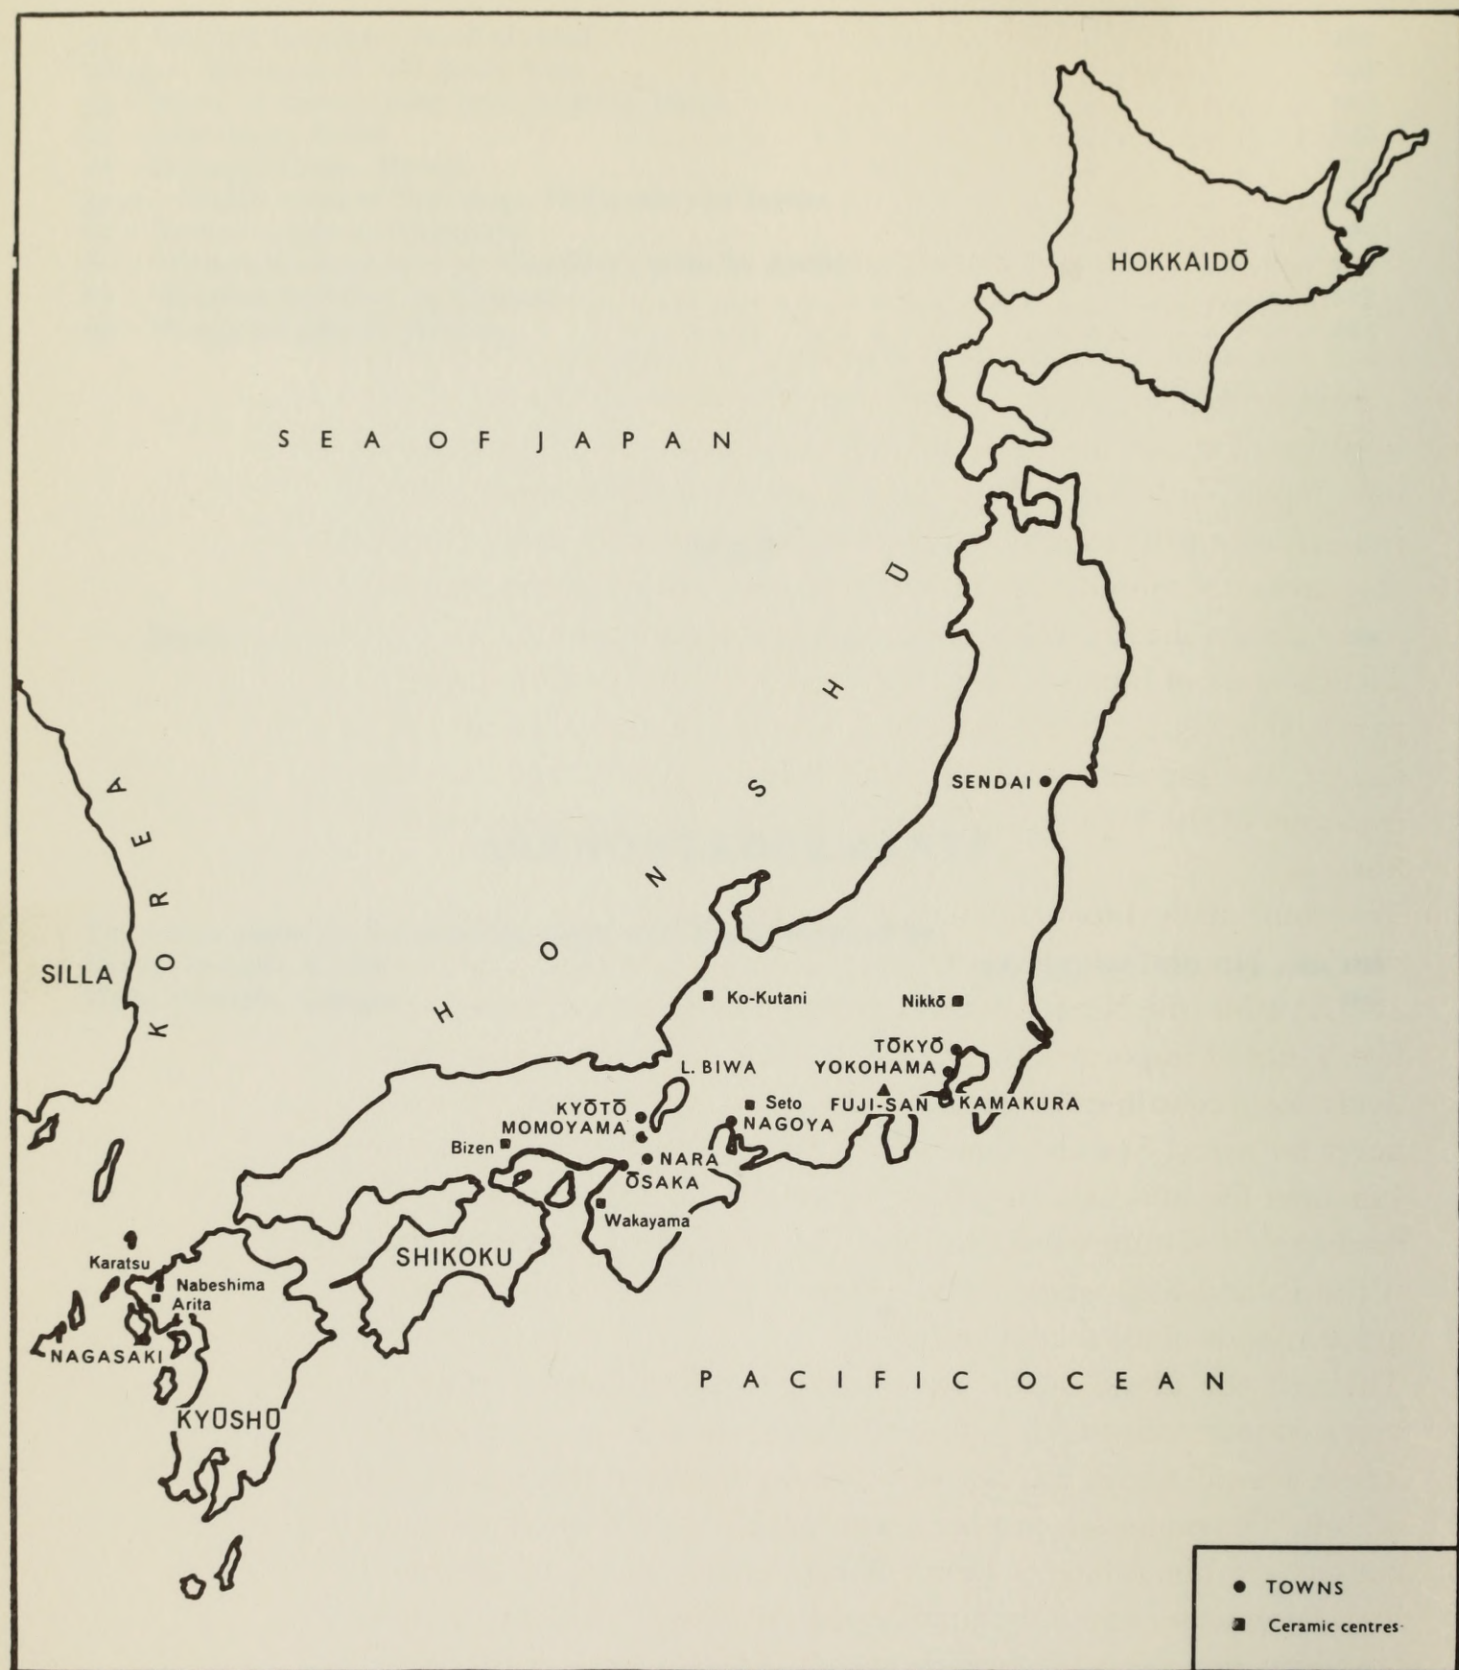 HOKKAIDŌ
SEA OF JAPAN
HONSHŪ
SENDAI
KOREA
SILLA
Ko-Kutani
Nikkō
TŌKYŌ
L. BIWA
YOKOHAMA
FUJI-SAN
KAMAKURA
KYŌTŌ
Seto
MOMOYAMA
NAGOYA
Bizen
NARA
ŌSAKA
Wakayama
SHIKOKU
Karatsu
Nabeshima
Arita
NAGASAKI
PACIFIC OCEAN
KYŪSHŪ
TOWNS
Ceramic centres